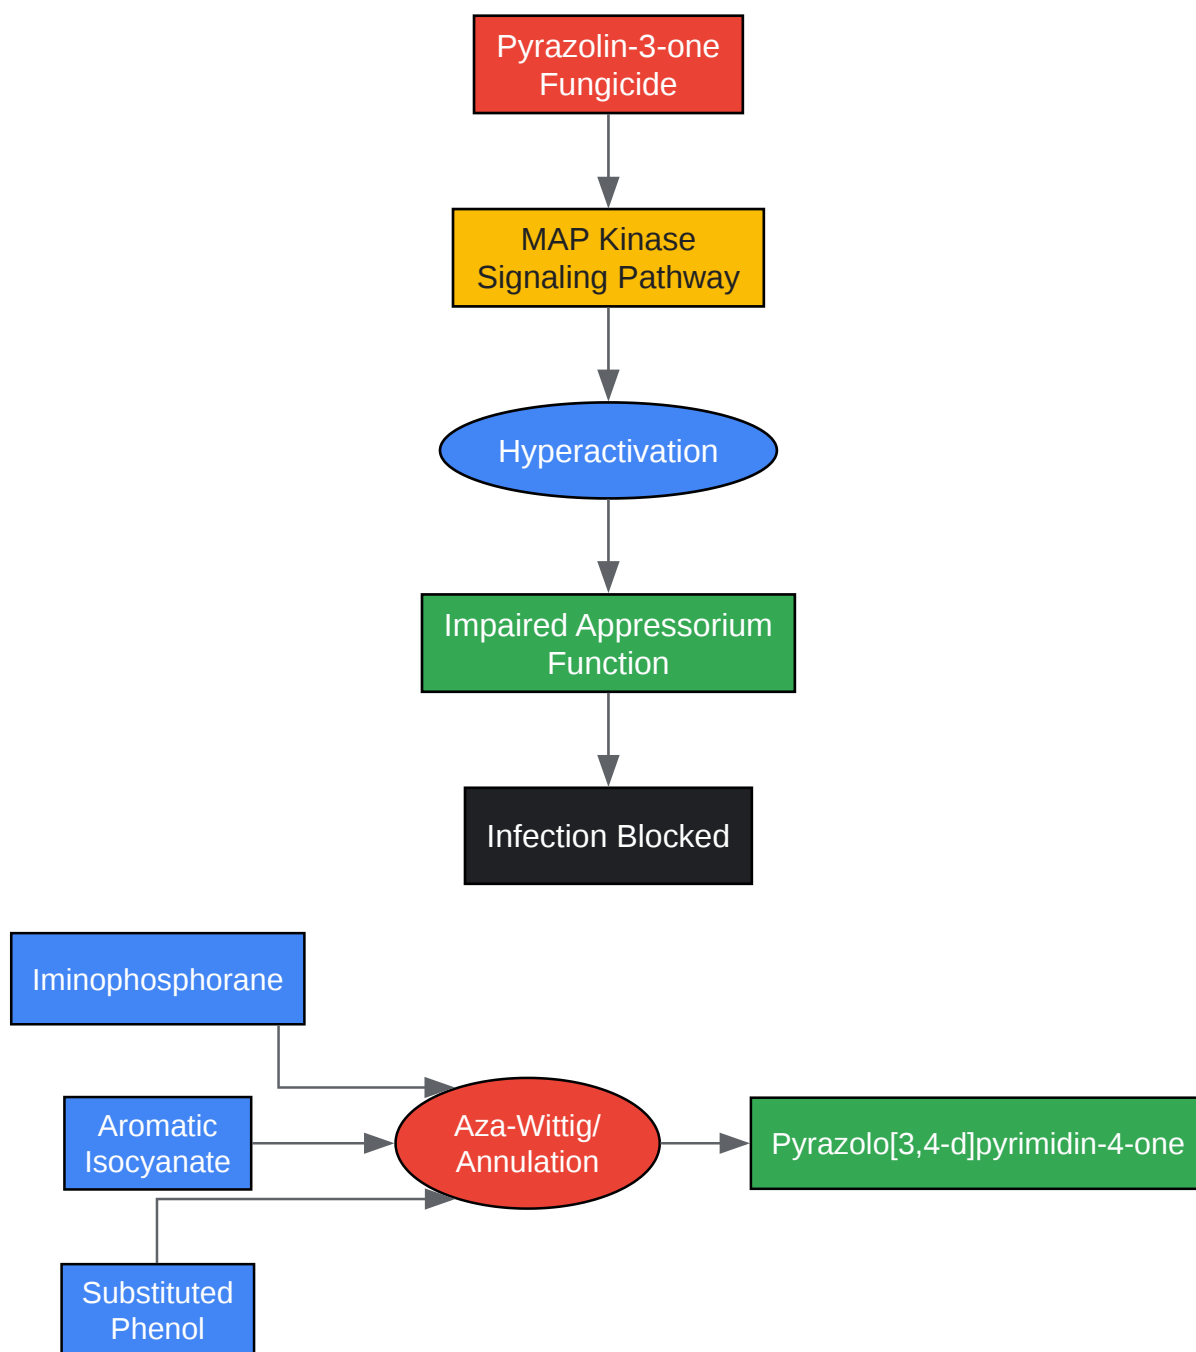 Pyrazolin-3-one
Fungicide
MAP Kinase
Signaling Pathway
Hyperactivation
Impaired Appressorium
Function
Infection Blocked
Iminophosphorane
Aromatic
Isocyanate
Aza-Wittig/
Annulation
Pyrazolo[3,4-d]pyrimidin-4-one
Substituted
Phenol